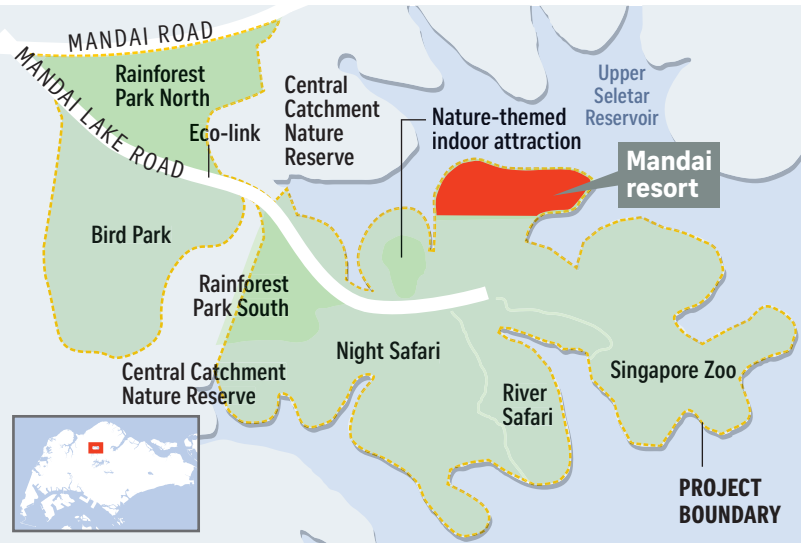 MANDAI ROAD
MANDAI LAKE ROAD
Rainforest
Park North
Eco-link
Central
Catchment
Nature
Reserve
Nature-themed
indoor attraction
Upper
Seletar
Reservoir
Mandai
resort
Bird Park
Rainforest
Park South
Night Safari
Central Catchment
Nature Reserve
River
Safari
Singapore Zoo
PROJECT
BOUNDARY